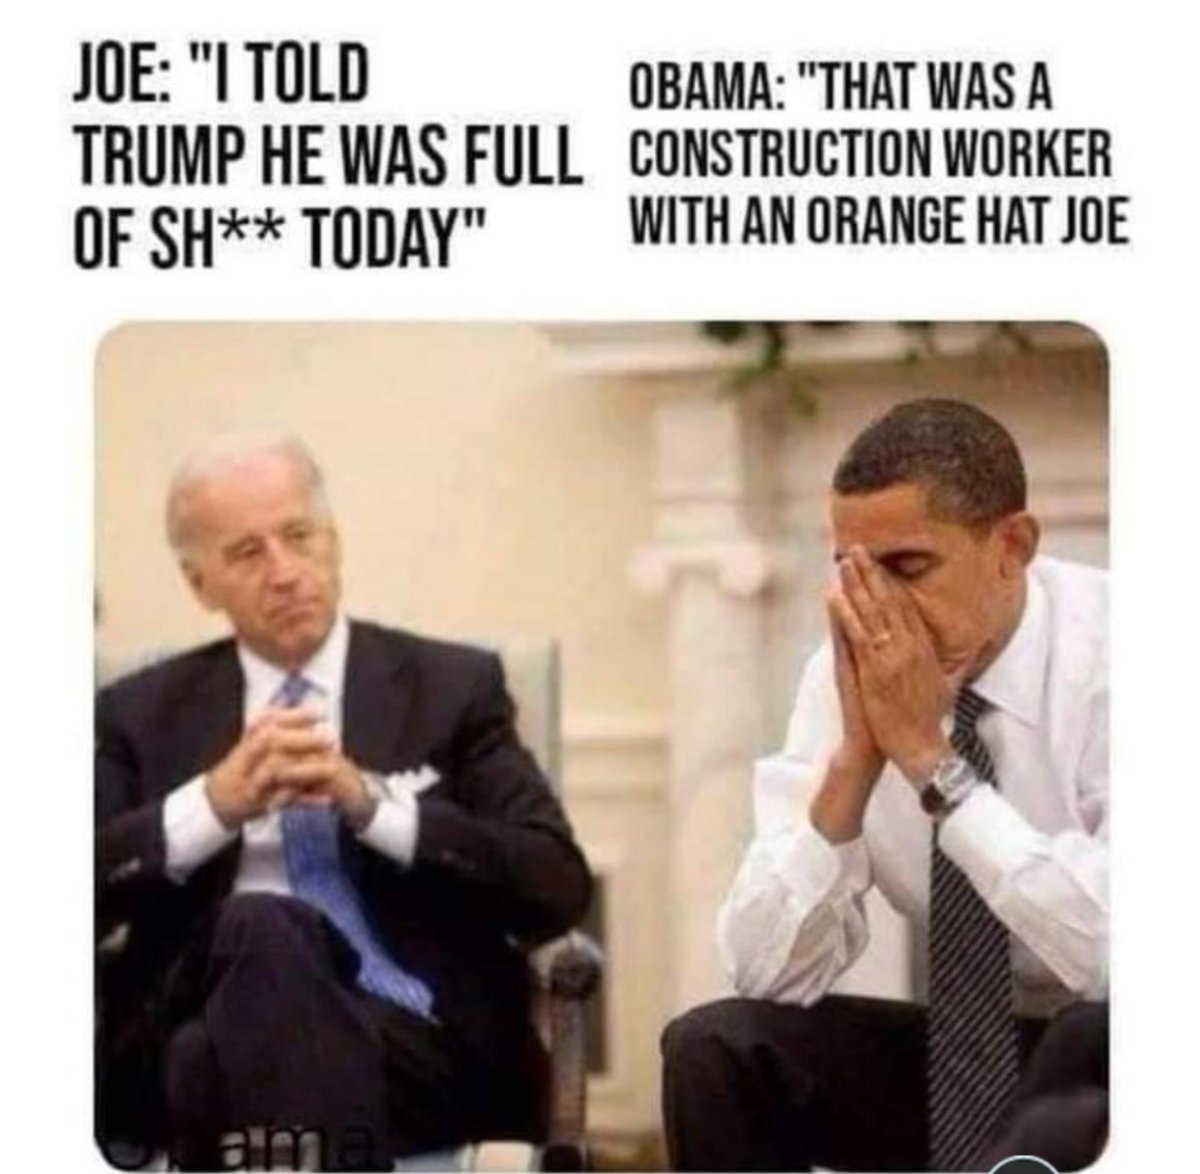 JOE: "I TOLD
TRUMP HE WAS FULL
OF SH** TODAY"
OBAMA: "THAT WAS A
CONSTRUCTION WORKER
WITH AN ORANGE HAT JOE